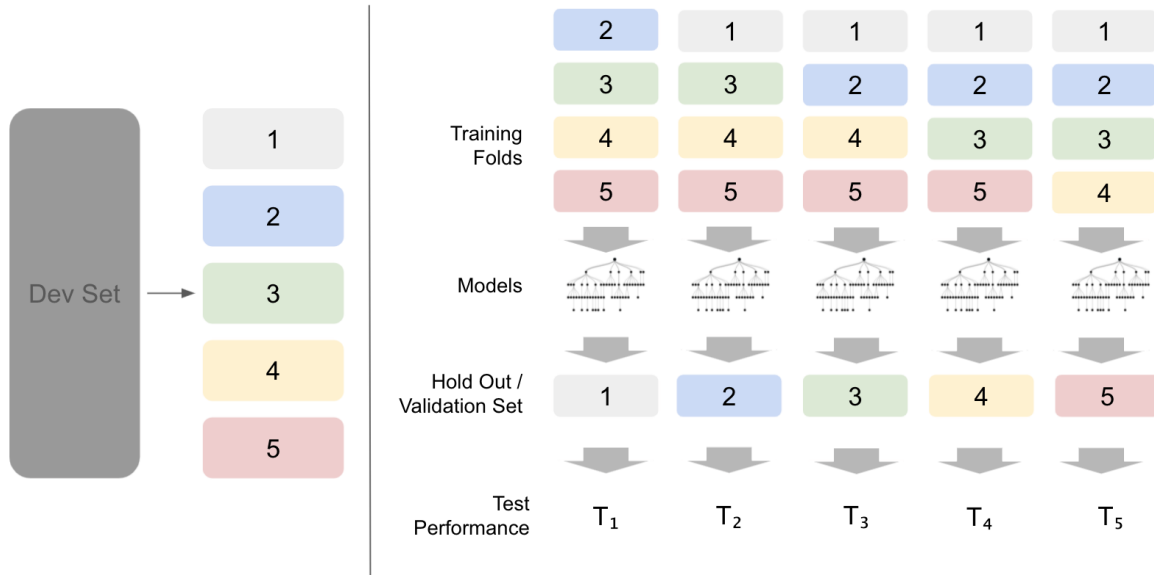 Dev Set
1
2
3
4
5
Training
Folds
2 1 1 1 1
3 3 2 2 2
4 4 4 3 3
5 5 5 5 4
Models
Hold Out /
Validation Set
1 2 3 4 5
Test
Performance
T₁ T₂ T₃ T₄ T₅